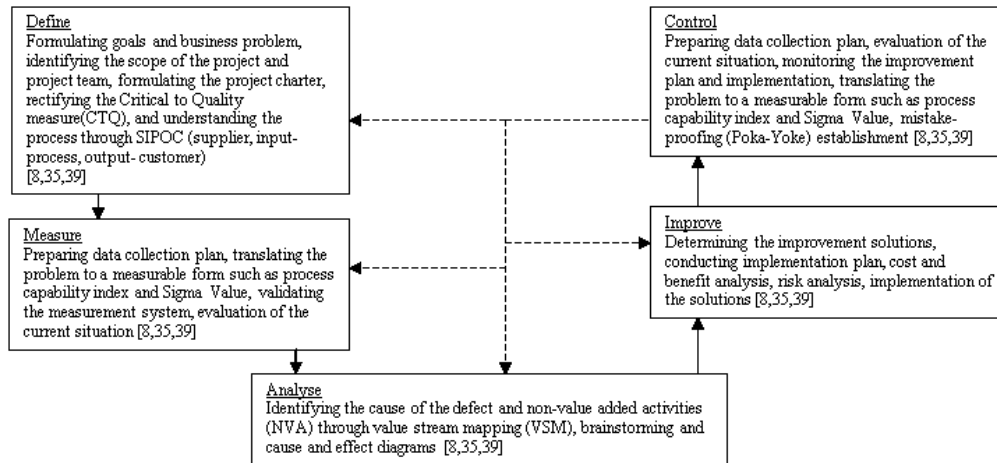 Define
Formulating goals and business problem,
identifying the scope of the project and
project team, formulating the project charter,
rectifying the Critical to Quality
measure(CTQ), and understanding the
process through SIPOC (supplier, input-
process, output- customer)
[8,35,39]
Measure
Preparing data collection plan, translating the
problem to a measurable form such as process
capability index and Sigma Value, validating
the measurement system, evaluation of the
current situation [8,35,39]
Analyse
Identifying the cause of the defect and non-value added activities
(NVA) through value stream mapping (VSM), brainstorming and
cause and effect diagrams [8,35,39]
Improve
Determining the improvement solutions,
conducting implementation plan, cost and
benefit analysis, risk analysis, implementation of
the solutions [8,35,39]
Control
Preparing data collection plan, evaluation of the
current situation, monitoring the improvement
plan and implementation, translating the
problem to a measurable form such as process
capability index and Sigma Value, mistake-
proofing (Poka-Yoke) establishment [8,35,39]